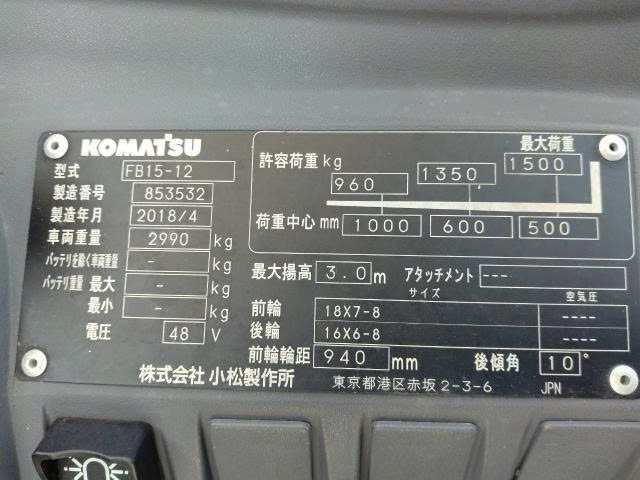 KOMATSU
型式 FB15-12
製造番号 853532
製造年月 2018/4
車両重量 2990 kg
バッテリを除く車両重量 - kg
バッテリ重量 最大 - kg
最小 - kg
電圧 48 V
最大荷重
許容荷重 kg 960 1350 1500
荷重中心 mm 1000 600 500
最大揚高 3.0 m アタッチメント ---
サイズ 空気圧
前輪 18X7-8 ----
後輪 16X6-8 ----
前輪輪距 940 mm 後傾角 10°
株式会社 小松製作所 東京都港区赤坂2-3-6 JPN